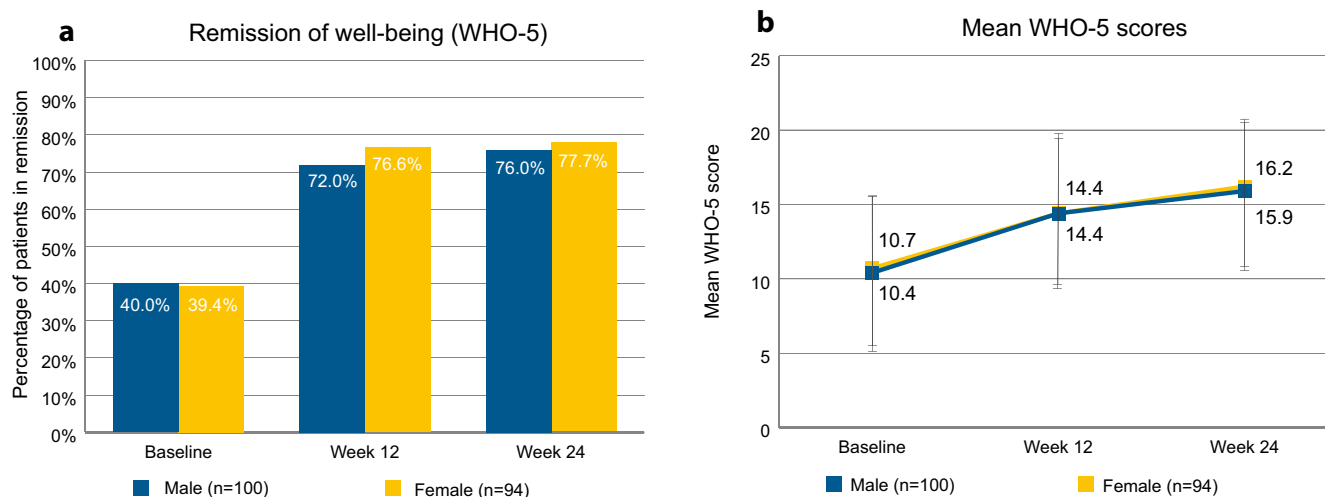 a
Remission of well-being (WHO-5)
Percentage of patients in remission
100%
90%
80%
70%
60%
50%
40%
30%
20%
10%
0%
40.0%
39.4%
72.0%
76.6%
76.0%
77.7%
Baseline
Week 12
Week 24
Male (n=100)
Female (n=94)
b
Mean WHO-5 scores
Mean WHO-5 score
25
20
15
10
5
0
10.7
10.4
14.4
14.4
16.2
15.9
Baseline
Week 12
Week 24
Male (n=100)
Female (n=94)